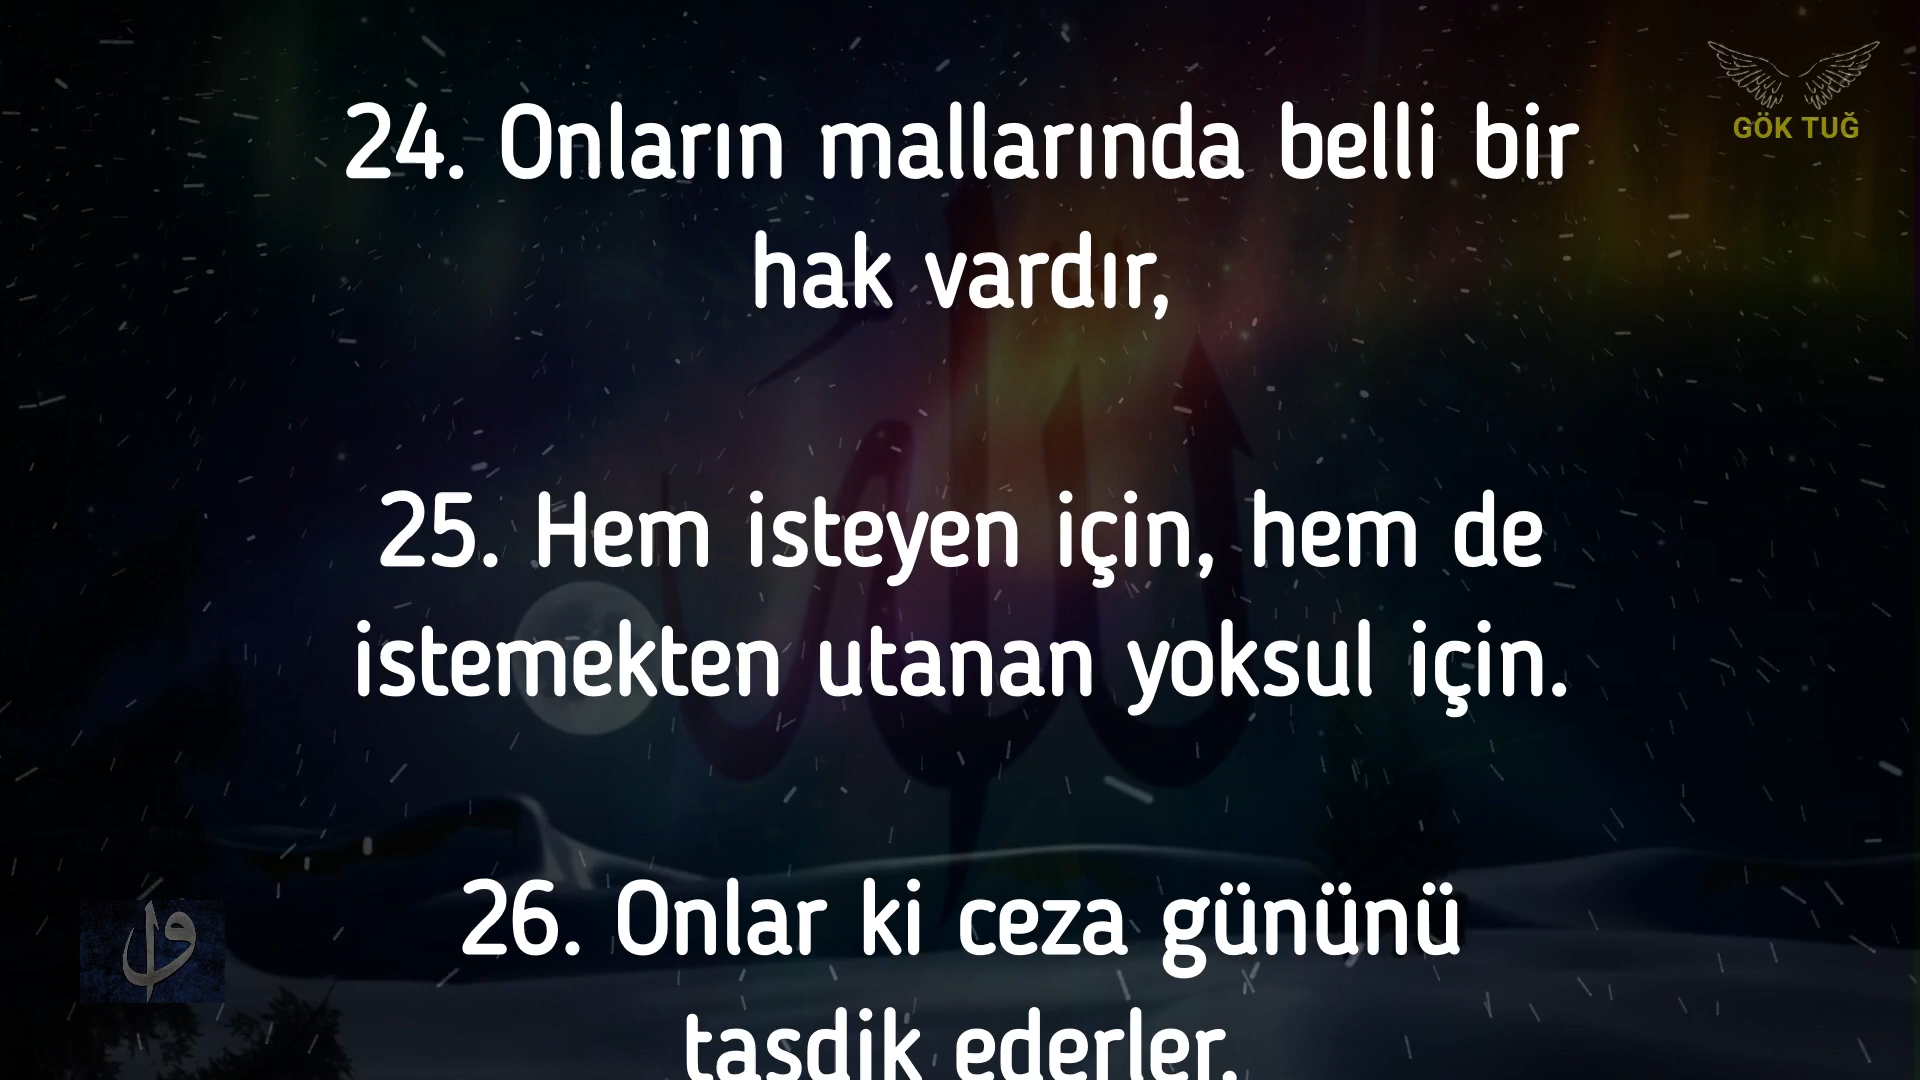 GÖK TUĞ
24. Onların mallarında belli bir
hak vardır,
25. Hem isteyen için, hem de
istemekten utanan yoksul için.
26. Onlar ki ceza gününü
tasdik ederler.
الله